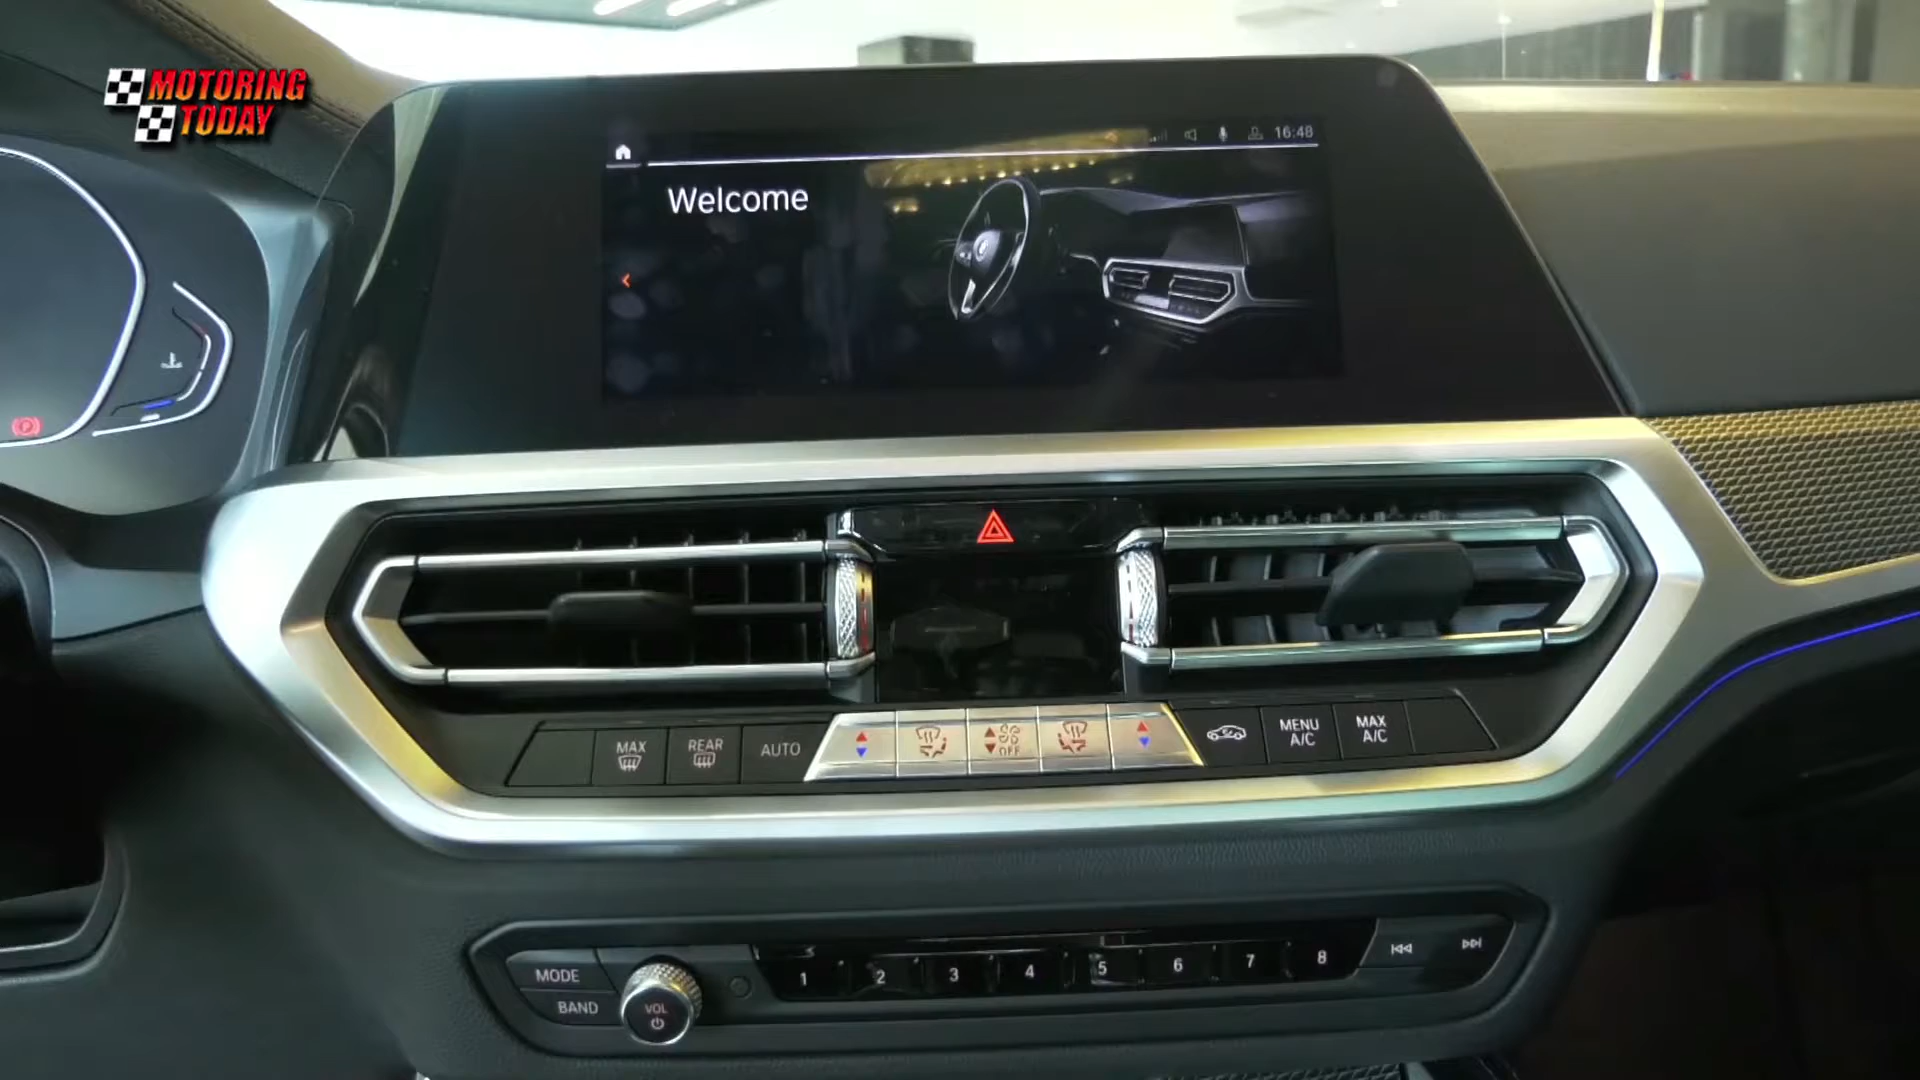 MOTORING
TODAY
16:48
Welcome
MAX
REAR
AUTO
OFF
MENU
A/C
MAX
A/C
MODE
BAND
VOL
1 2 3 4 5 6 7 8